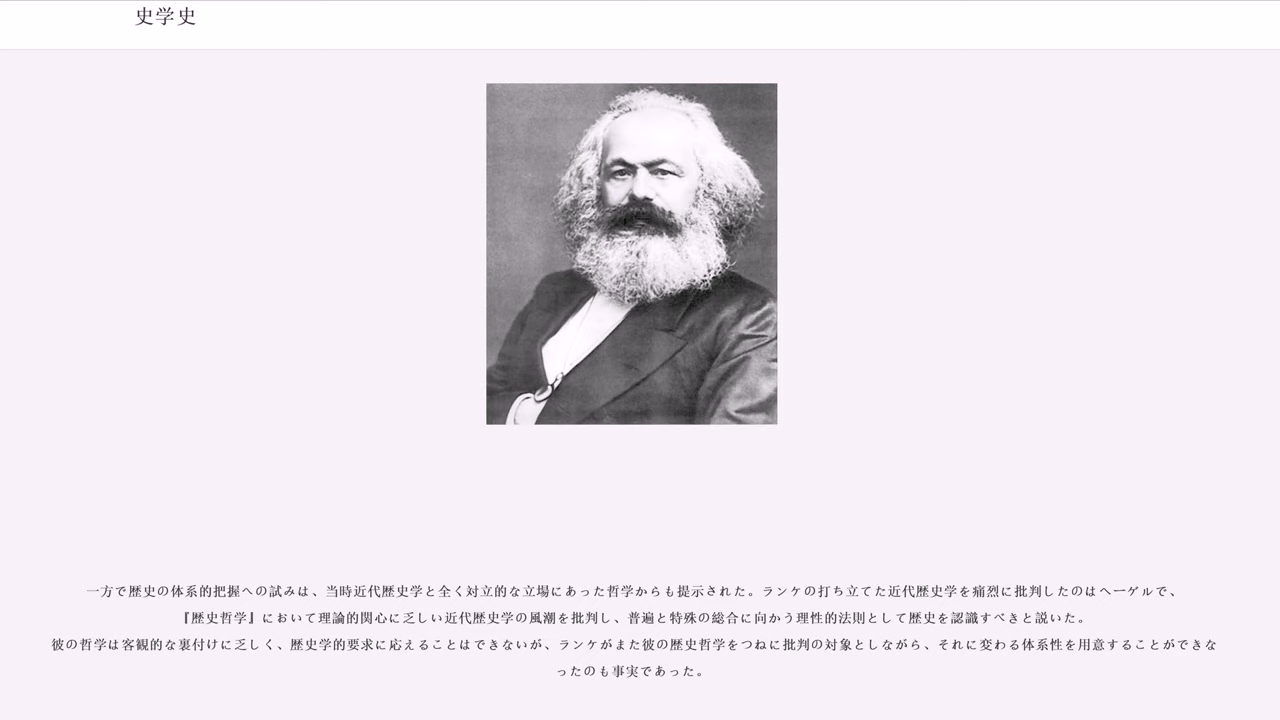 史学史
一方で歴史の体系的把握への試みは、当時近代歴史学と全く対立的な立場にあった哲学からも提示された。ランケの打ち立てた近代歴史学を痛烈に批判したのはヘーゲルで、
『歴史哲学』において理論的関心に乏しい近代歴史学の風潮を批判し、普遍と特殊の総合に向かう理性的法則として歴史を認識すべきと説いた。
彼の哲学は客観的な裏付けに乏しく、歴史学的要求に応えることはできないが、ランケがまた彼の歴史哲学をつねに批判の対象としながら、それに変わる体系性を用意することができな
ったのも事実であった。